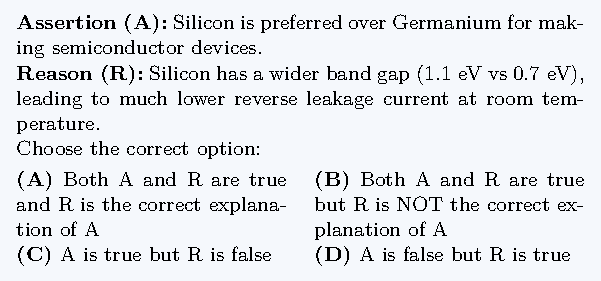 Assertion (A): Silicon is preferred over Germanium for mak-
ing semiconductor devices.
Reason (R): Silicon has a wider band gap (1.1 eV vs 0.7 eV),
leading to much lower reverse leakage current at room tem-
perature.
Choose the correct option:
(A) Both A and R are true
and R is the correct explana-
tion of A
(B) Both A and R are true
but R is NOT the correct ex-
planation of A
(C) A is true but R is false
(D) A is false but R is true